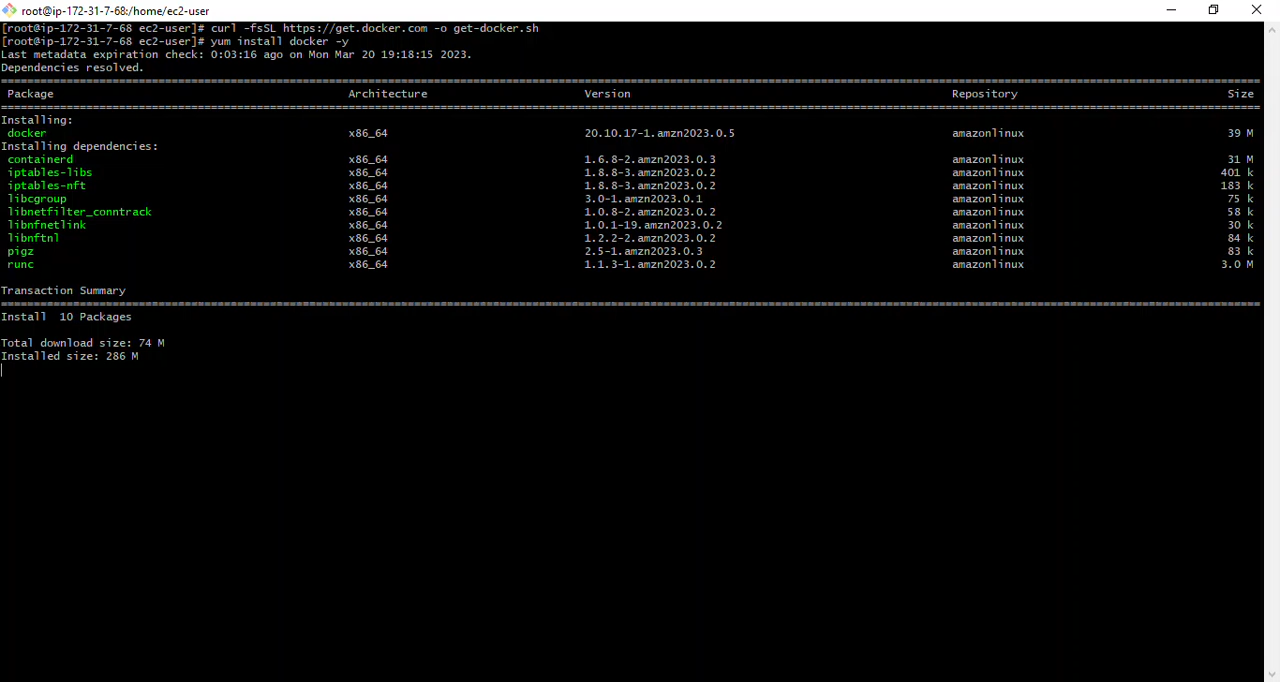 root@ip-172-31-7-68:/home/ec2-user
[root@ip-172-31-7-68 ec2-user]# curl -fsSL https://get.docker.com -o get-docker.sh
[root@ip-172-31-7-68 ec2-user]# yum install docker -y
Last metadata expiration check: 0:03:16 ago on Mon Mar 20 19:18:15 2023.
Dependencies resolved.
Package Architecture Version Repository Size
Installing:
docker x86_64 20.10.17-1.amzn2023.0.5 amazonlinux 39 M
Installing dependencies:
containerd x86_64 1.6.8-2.amzn2023.0.3 amazonlinux 31 M
iptables-libs x86_64 1.8.8-3.amzn2023.0.2 amazonlinux 401 k
iptables-nft x86_64 1.8.8-3.amzn2023.0.2 amazonlinux 183 k
libcgroup x86_64 3.0-1.amzn2023.0.1 amazonlinux 75 k
libnetfilter_conntrack x86_64 1.0.8-2.amzn2023.0.2 amazonlinux 58 k
libnfnetlink x86_64 1.0.1-19.amzn2023.0.2 amazonlinux 30 k
libnftnl x86_64 1.2.2-2.amzn2023.0.2 amazonlinux 84 k
pigz x86_64 2.5-1.amzn2023.0.3 amazonlinux 83 k
runc x86_64 1.1.3-1.amzn2023.0.2 amazonlinux 3.0 M
Transaction Summary
Install 10 Packages
Total download size: 74 M
Installed size: 286 M